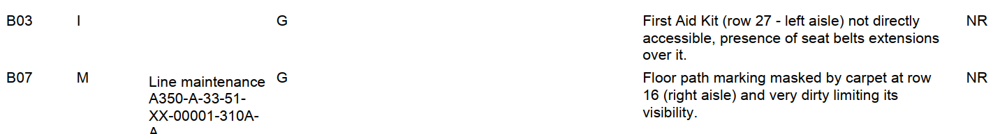 B03 I G First Aid Kit (row 27 - left aisle) not directly NR
accessible, presence of seat belts extensions
over it.
B07 M Line maintenance G Floor path marking masked by carpet at row NR
A350-A-33-51- 16 (right aisle) and very dirty limiting its
XX-00001-310A- visibility.
A